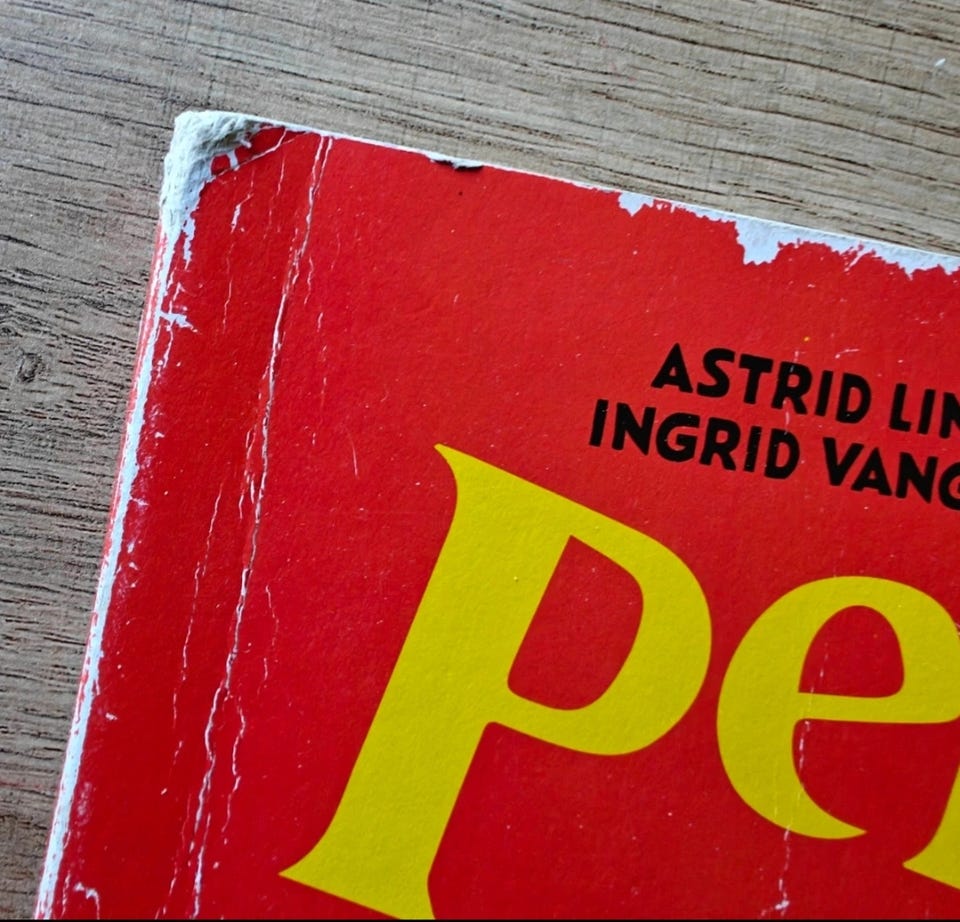 ASTRID LIN
INGRID VANG
Pe